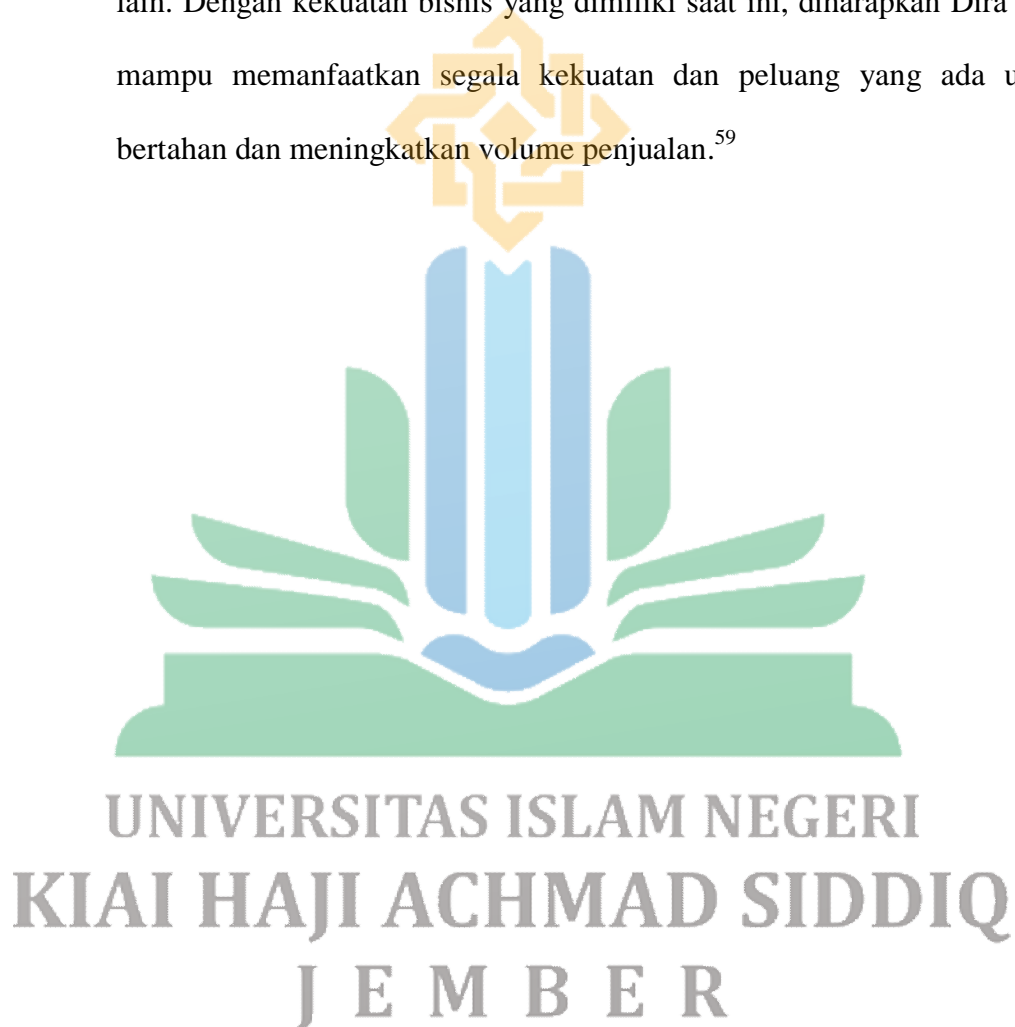 lain. Dengan kekuatan bisnis yang dimiliki saat ini, diharapkan Dira
mampu memanfaatkan segala kekuatan dan peluang yang ada u
bertahan dan meningkatkan volume penjualan.59
UNIVERSITAS ISLAM NEGERI
KIAI HAJI ACHMAD SIDDIQ
J E M B E R